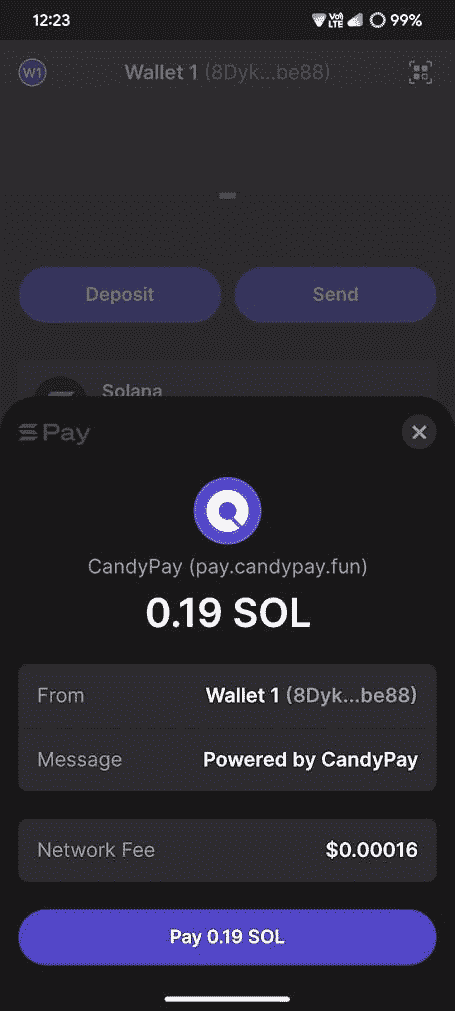 12:23 Vo) LTE 99%
W1 Wallet 1 (8Dyk...be88)
Deposit Send
Solana
Pay
CandyPay (pay.candypay.fun)
0.19 SOL
From Wallet 1 (8Dyk...be88)
Message Powered by CandyPay
Network Fee $0.00016
Pay 0.19 SOL